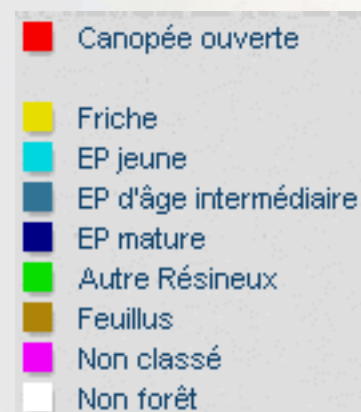 Canopée ouverte
Friche
EP jeune
EP d'âge intermédiaire
EP mature
Autre Résineux
Feuillus
Non classé
Non forêt